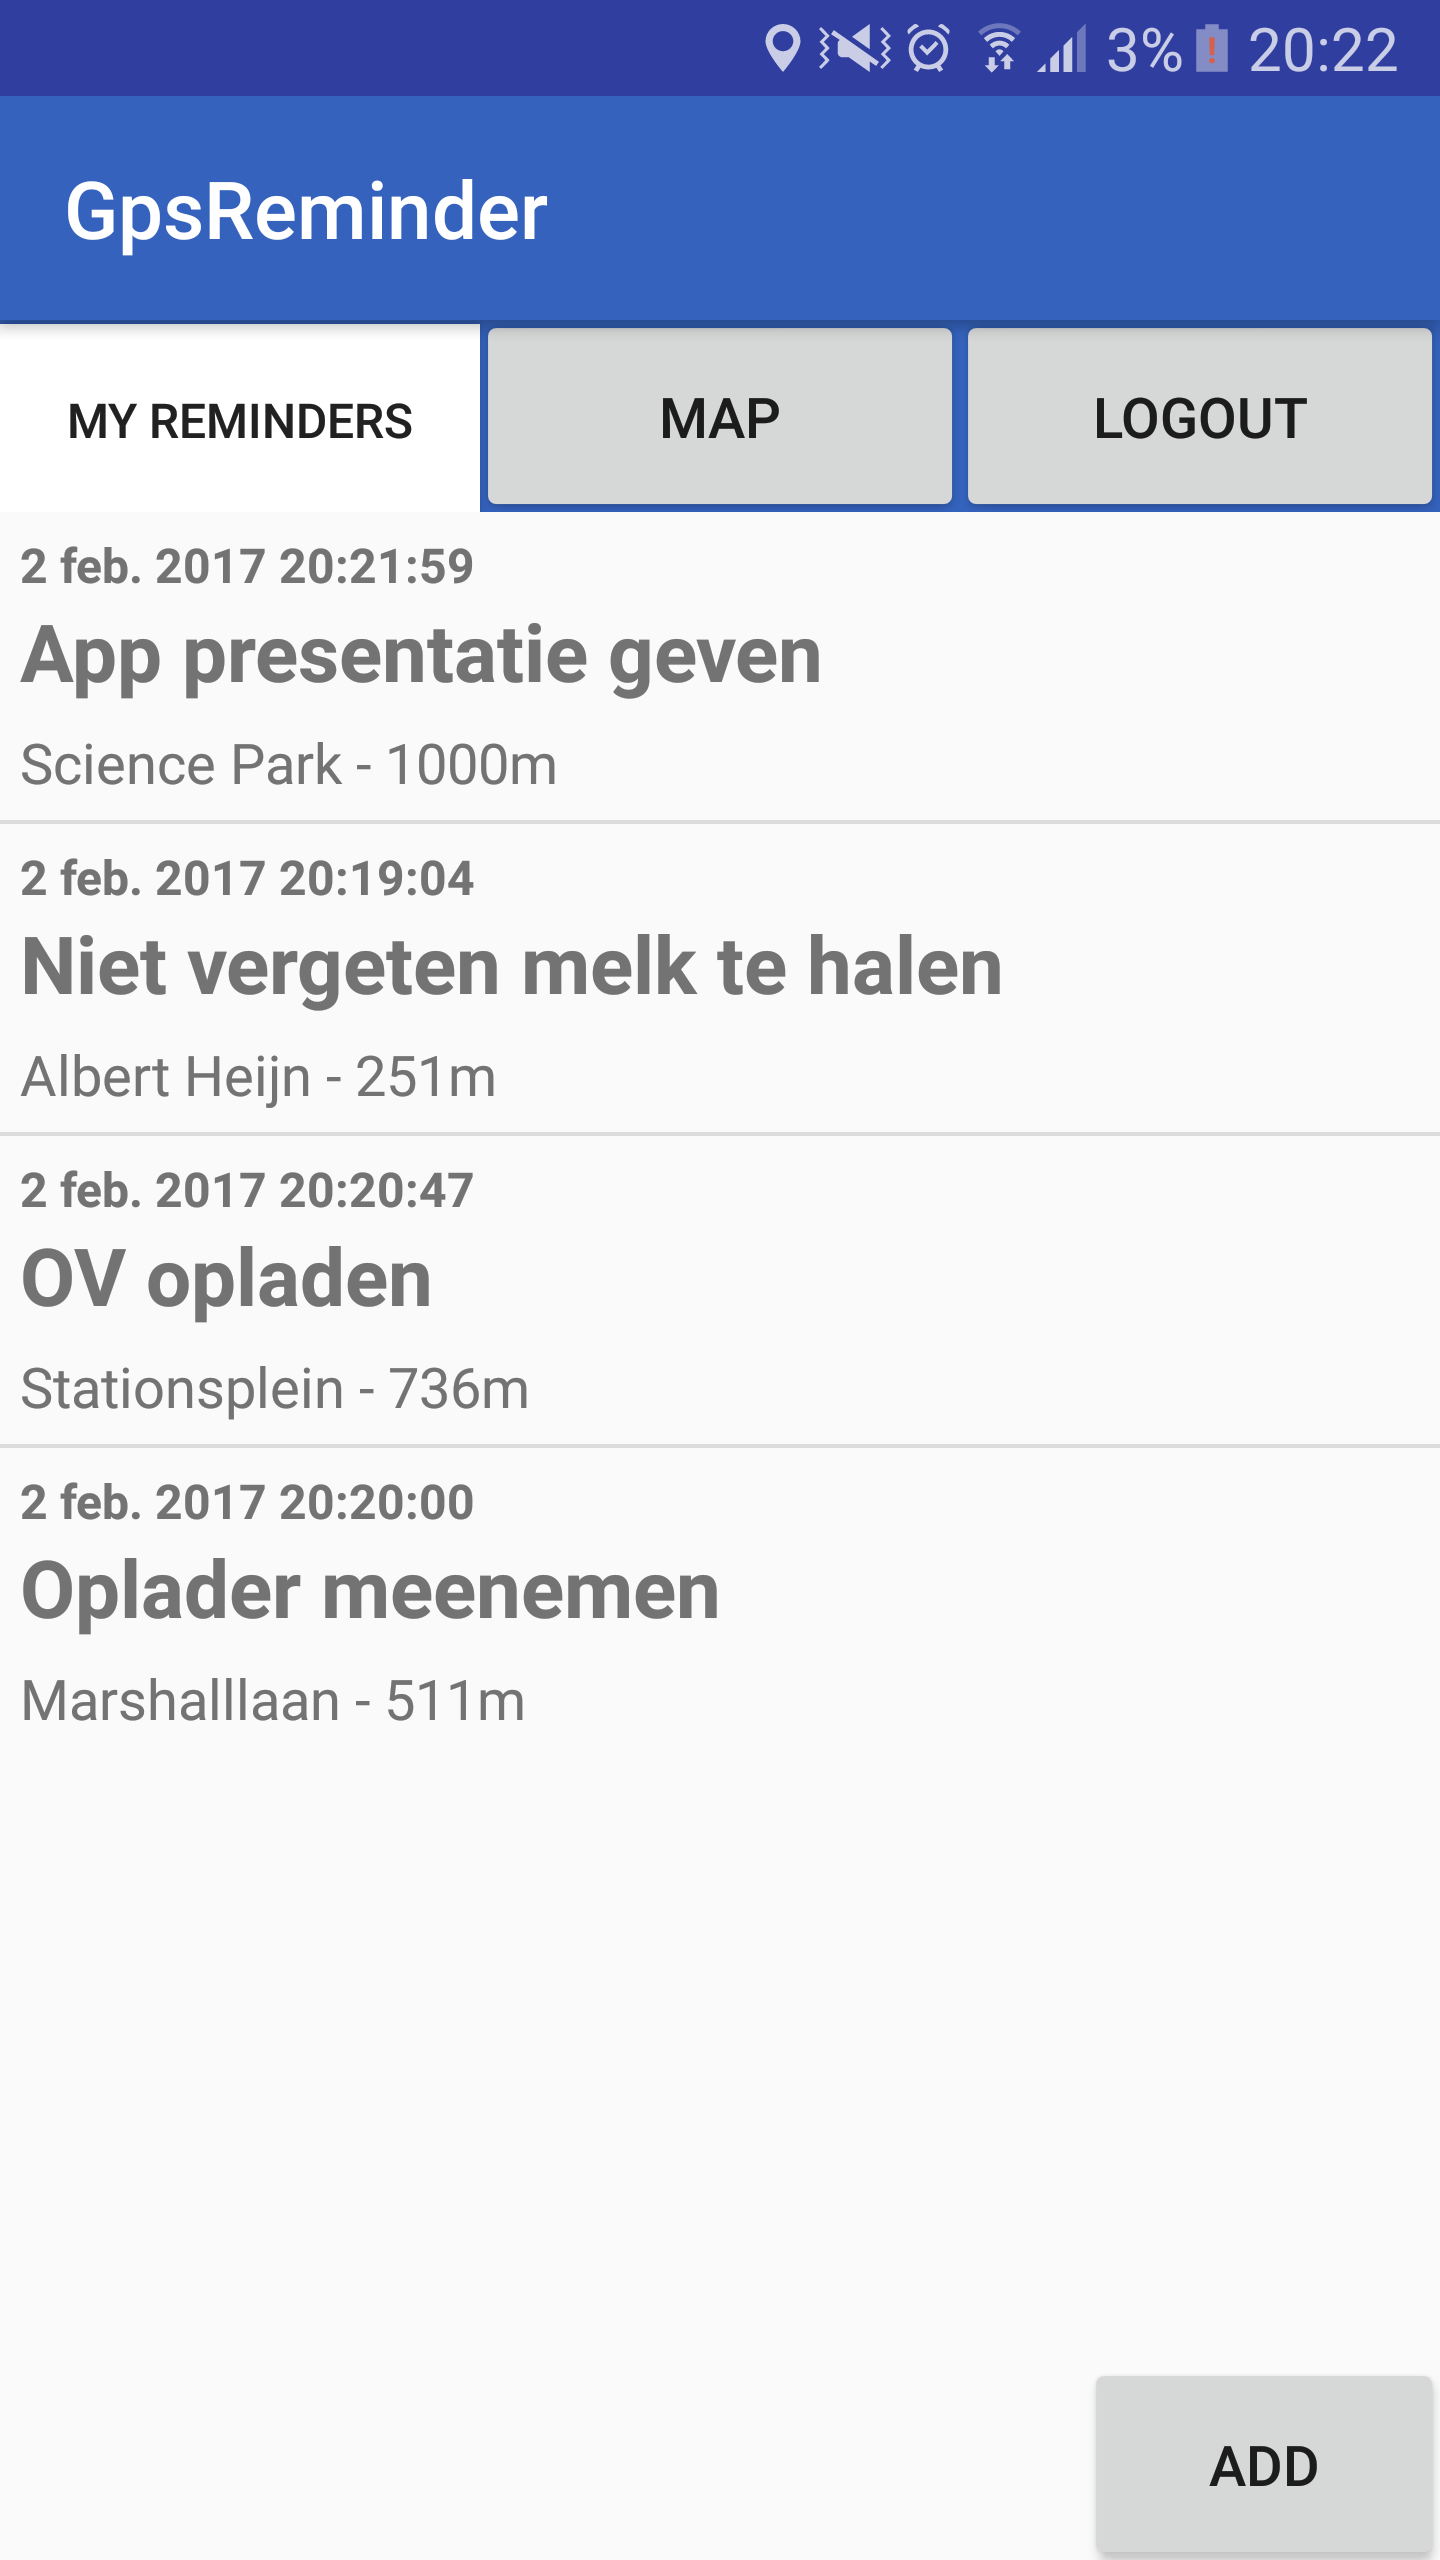 3% 20:22
GpsReminder
MY REMINDERS MAP LOGOUT
2 feb. 2017 20:21:59
App presentatie geven
Science Park - 1000m
2 feb. 2017 20:19:04
Niet vergeten melk te halen
Albert Heijn - 251m
2 feb. 2017 20:20:47
OV opladen
Stationsplein - 736m
2 feb. 2017 20:20:00
Oplader meenemen
Marshalllaan - 511m
ADD